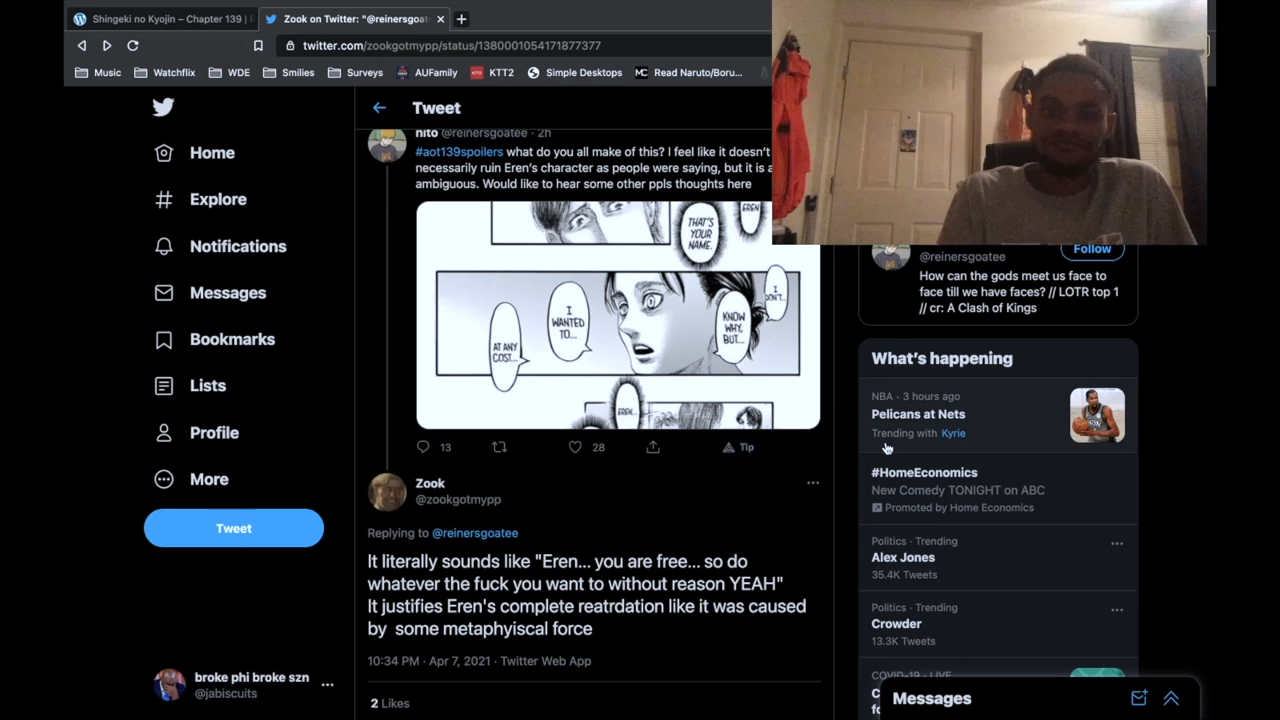 Shingeki no Kyojin – Chapter 139 |
Zook on Twitter: "@reinersgoat
twitter.com/zookgotmypp/status/1380001054171877377
Music
Watchflix
WDE
Smilies
Surveys
AUFamily
KTT2
Simple Desktops
MC Read Naruto/Boru...
Home
Explore
Notifications
Messages
Bookmarks
Lists
Profile
More
Tweet
broke phi broke szn
@jabiscuits
Tweet
nito @reinersgoatee · 2h
#aot139spoilers what do you all make of this? I feel like it doesn't
necessarily ruin Eren's character as people were saying, but it is a
ambiguous. Would like to hear some other ppls thoughts here
THAT'S
YOUR
NAME.
EREN
I
DON'T...
KNOW
WHY,
BUT...
I
WANTED
TO...
AT ANY
COST...
EREN...
13
28
Tip
Zook
@zookgotmypp
Replying to @reinersgoatee
It literally sounds like "Eren... you are free... so do
whatever the fuck you want to without reason YEAH"
It justifies Eren's complete reatrdation like it was caused
by some metaphyiscal force
10:34 PM · Apr 7, 2021 · Twitter Web App
2 Likes
@reinersgoatee
Follow
How can the gods meet us face to
face till we have faces? // LOTR top 1
// cr: A Clash of Kings
What's happening
NBA · 3 hours ago
Pelicans at Nets
Trending with Kyrie
#HomeEconomics
New Comedy TONIGHT on ABC
Promoted by Home Economics
Politics · Trending
Alex Jones
35.4K Tweets
Politics · Trending
Crowder
13.3K Tweets
COVID-19 · LIVE
Messages